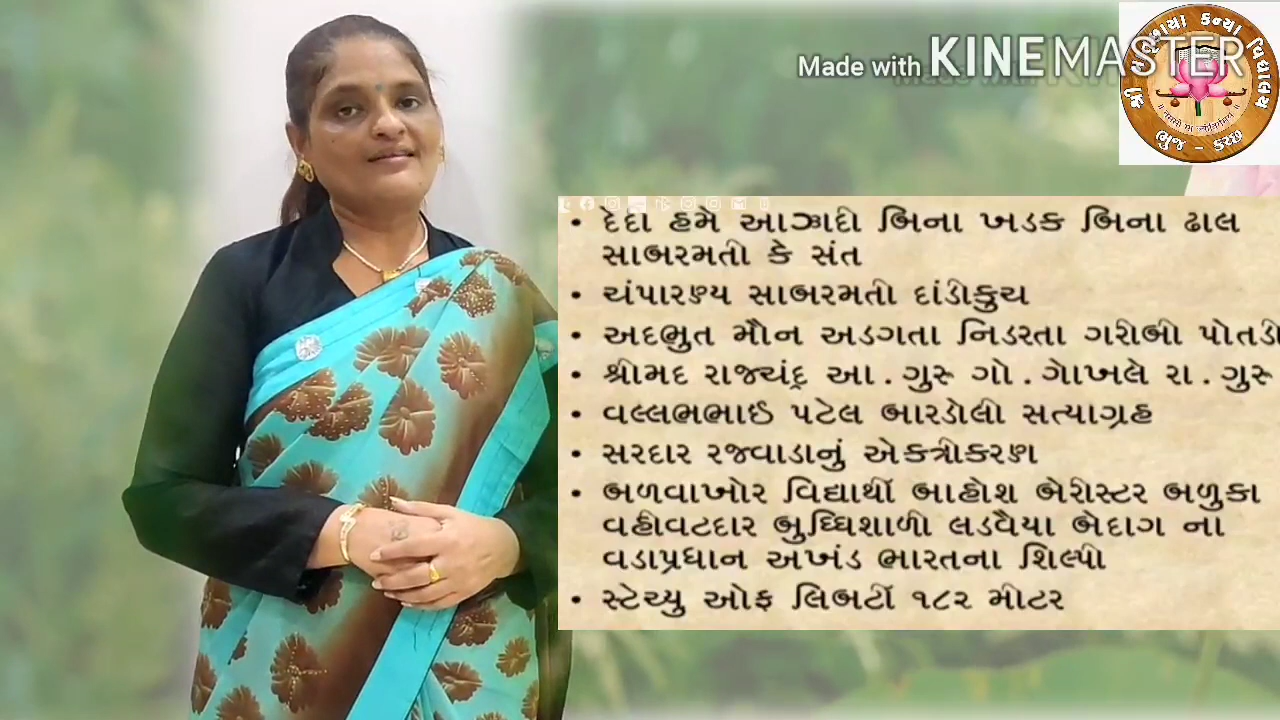 Made with KINEMASTER
ભુજ - કચ્છ
• દેદી હમે આઝાદી બિના ખડક બિના ઢાલ
સાબરમતી કે સંત
• ચંપારણ્ય સાબરમતી દાંડીકુચ
• અદભુત મૌન અડગતા નિડરતા ગરીબી પોતડી
• શ્રીમદ રાજ્યંદ્ર આ.ગુરુ ગો.ગોખલે રા.ગુરુ
• વલ્લભભાઈ પટેલ બારડોલી સત્યાગ્રહ
• સરદાર રજવાડાનું એકત્રીકરણ
• બળવાખોર વિદ્યાર્થી બાહોશ બેરીસ્ટર બળુકા
વહીવટદાર બુધ્ધિશાળી લડવૈયા બેદાગ ના
વડાપ્રધાન અખંડ ભારતના શિલ્પી
• સ્ટેચ્યુ ઓફ લિબર્ટી ૧૮૨ મીટર